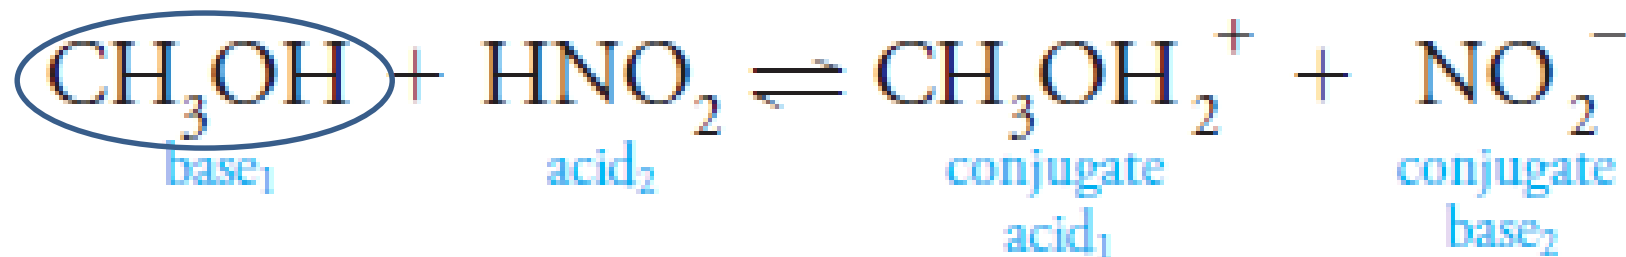 CH₃OH + HNO₂ ⇌ CH₃OH₂⁺ + NO₂⁻
base₁ acid₂ conjugate conjugate
acid₁ base₂